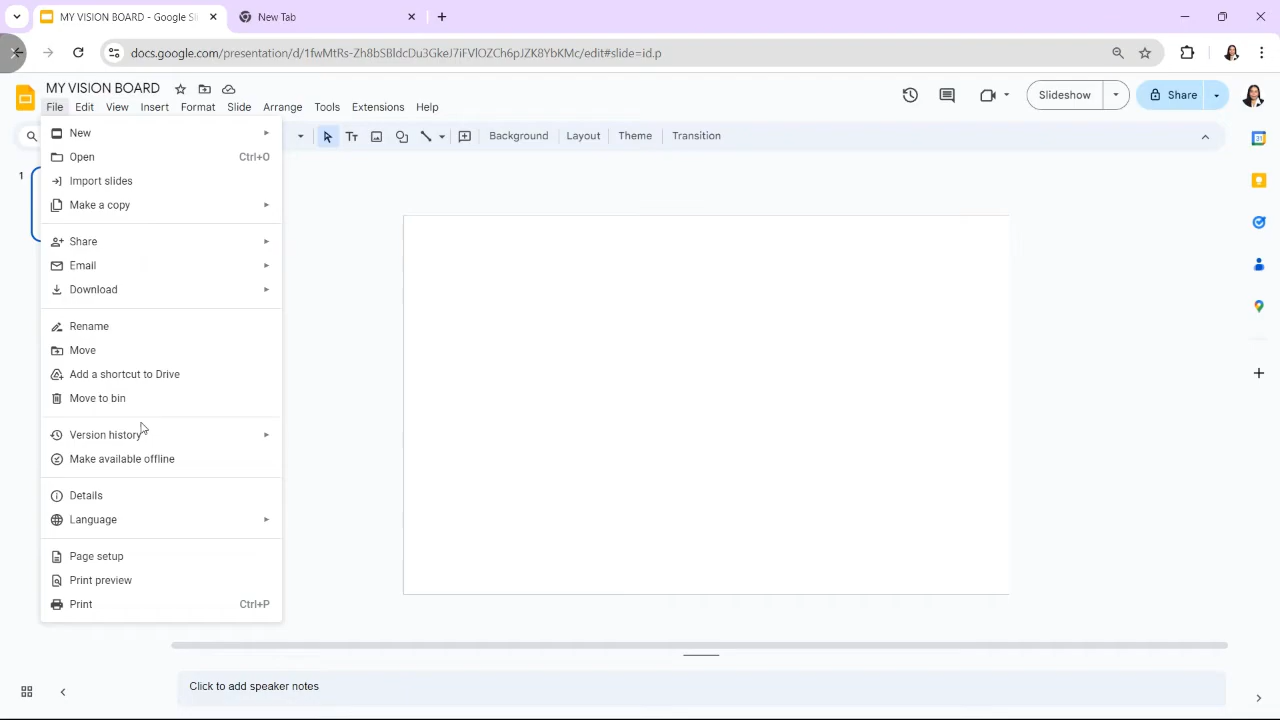 MY VISION BOARD - Google Sl
New Tab
docs.google.com/presentation/d/1fwMtRs-Zh8bSBldcDu3GkeJ7iFVlOZCh6pJZK8YbKMc/edit#slide=id.p
MY VISION BOARD
File Edit View Insert Format Slide Arrange Tools Extensions Help
Slideshow
Share
Background Layout Theme Transition
New
Open Ctrl+O
Import slides
Make a copy
Share
Email
Download
Rename
Move
Add a shortcut to Drive
Move to bin
Version history
Make available offline
Details
Language
Page setup
Print preview
Print Ctrl+P
1
31
Click to add speaker notes